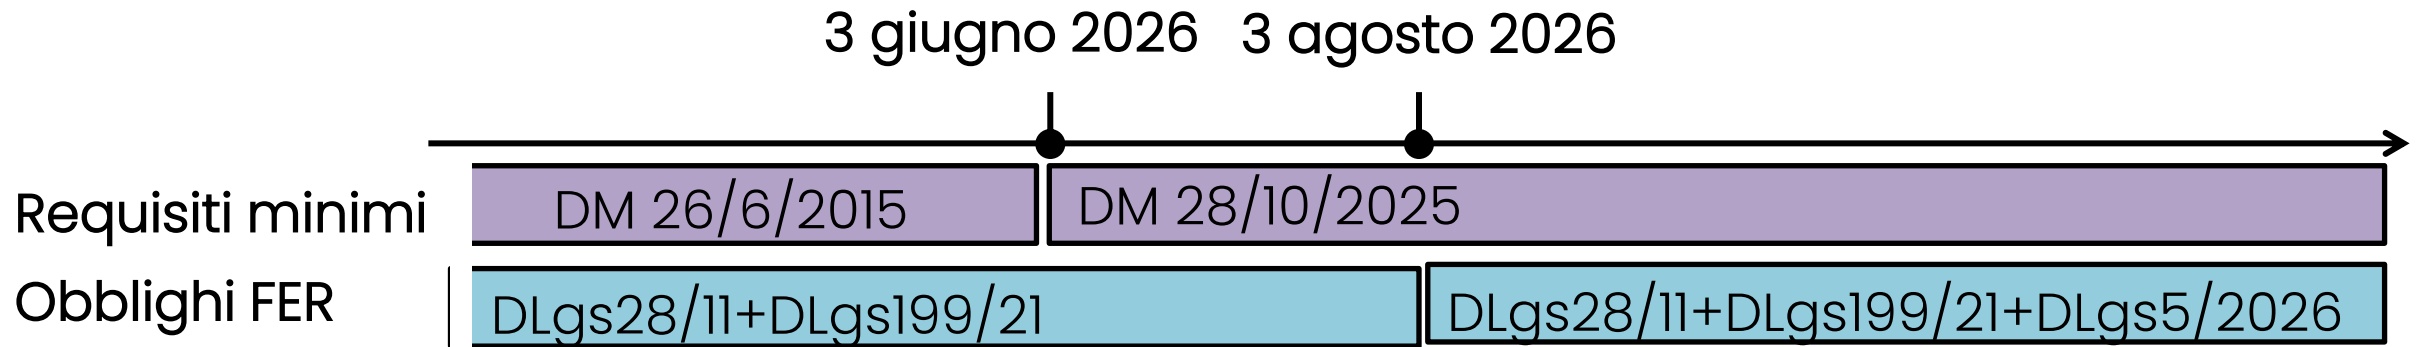 3 giugno 2026 3 agosto 2026
Requisiti minimi DM 26/6/2015 DM 28/10/2025
Obblighi FER DLgs28/11+DLgs199/21 DLgs28/11+DLgs199/21+DLgs5/2026